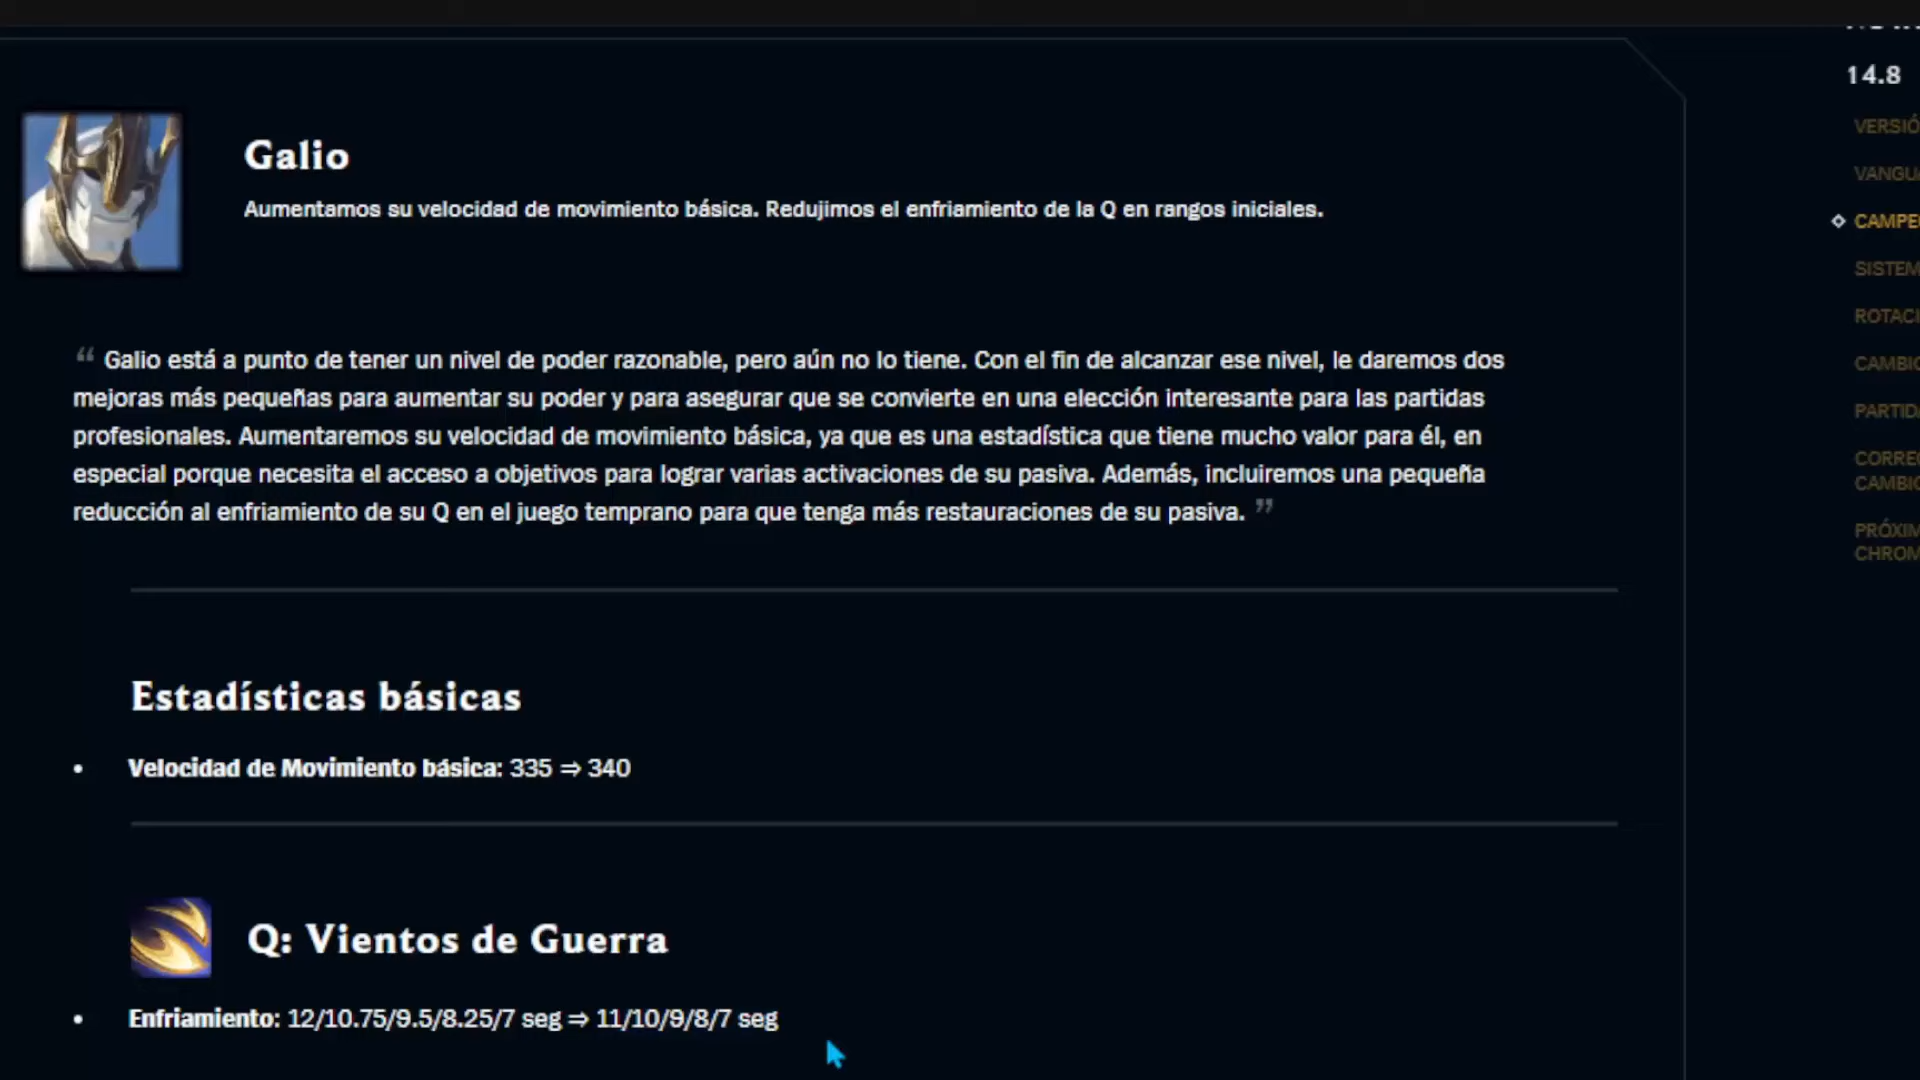 14.8
Galio
Aumentamos su velocidad de movimiento básica. Redujimos el enfriamiento de la Q en rangos iniciales.
“ Galio está a punto de tener un nivel de poder razonable, pero aún no lo tiene. Con el fin de alcanzar ese nivel, le daremos dos
mejoras más pequeñas para aumentar su poder y para asegurar que se convierte en una elección interesante para las partidas
profesionales. Aumentaremos su velocidad de movimiento básica, ya que es una estadística que tiene mucho valor para él, en
especial porque necesita el acceso a objetivos para lograr varias activaciones de su pasiva. Además, incluiremos una pequeña
reducción al enfriamiento de su Q en el juego temprano para que tenga más restauraciones de su pasiva. ”
Estadísticas básicas
• Velocidad de Movimiento básica: 335 ⇒ 340
Q: Vientos de Guerra
• Enfriamiento: 12/10.75/9.5/8.25/7 seg ⇒ 11/10/9/8/7 seg
VERSIÓ
VANGUA
CAMPE
SISTEM
ROTACI
CAMBIO
PARTID
CORREC
CAMBIO
PRÓXIM
CHROM